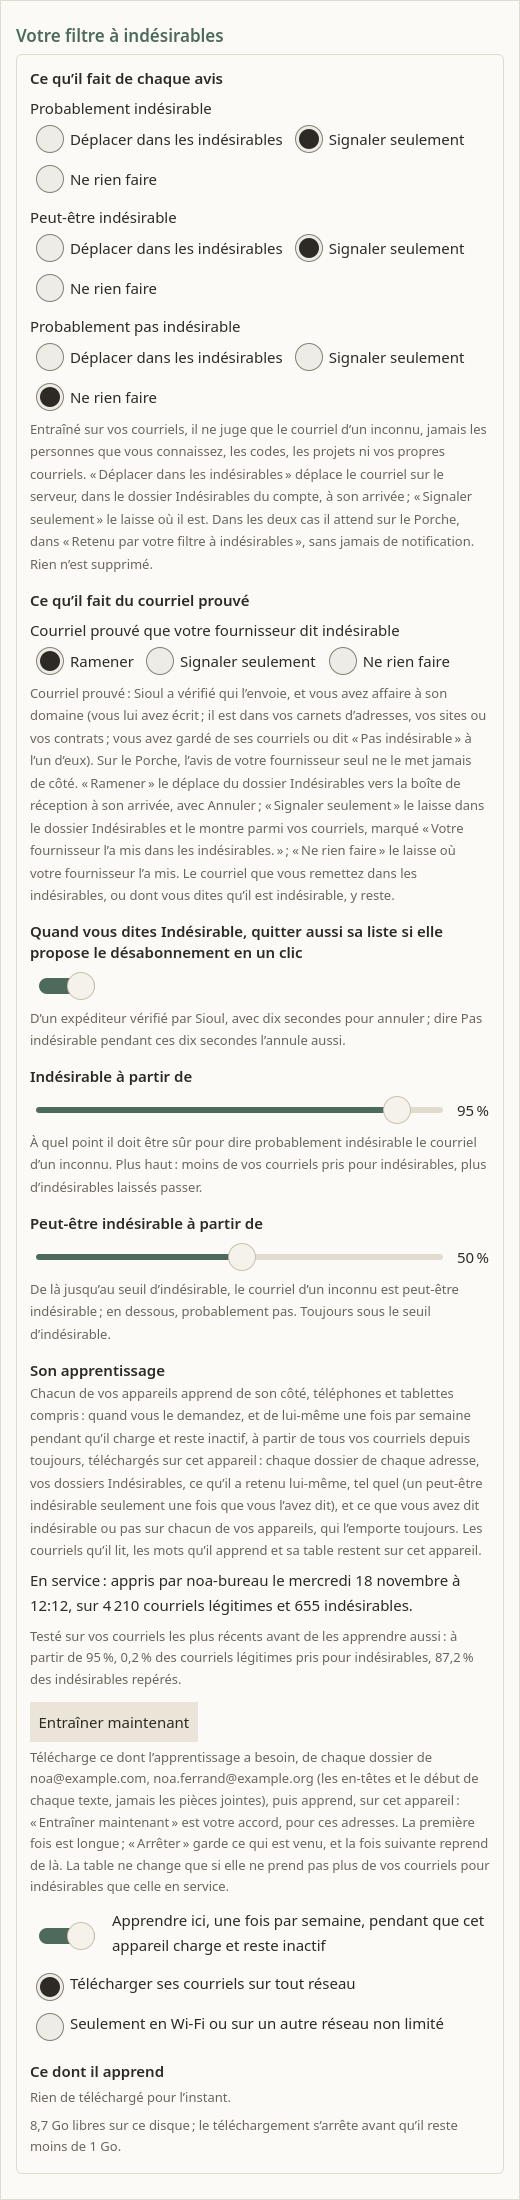 Votre filtre à indésirables
Ce qu’il fait de chaque avis
Probablement indésirable
Déplacer dans les indésirables
Signaler seulement
Ne rien faire
Peut-être indésirable
Déplacer dans les indésirables
Signaler seulement
Ne rien faire
Probablement pas indésirable
Déplacer dans les indésirables
Signaler seulement
Ne rien faire
Entraîné sur vos courriels, il ne juge que le courriel d’un inconnu, jamais les
personnes que vous connaissez, les codes, les projets ni vos propres
courriels. « Déplacer dans les indésirables » déplace le courriel sur le
serveur, dans le dossier Indésirables du compte, à son arrivée ; « Signaler
seulement » le laisse où il est. Dans les deux cas il attend sur le Porche,
dans « Retenu par votre filtre à indésirables », sans jamais de notification.
Rien n’est supprimé.
Ce qu’il fait du courriel prouvé
Courriel prouvé que votre fournisseur dit indésirable
Ramener
Signaler seulement
Ne rien faire
Courriel prouvé : Sioul a vérifié qui l’envoie, et vous avez affaire à son
domaine (vous lui avez écrit ; il est dans vos carnets d’adresses, vos sites ou
vos contrats ; vous avez gardé de ses courriels ou dit « Pas indésirable » à
l’un d’eux). Sur le Porche, l’avis de votre fournisseur seul ne le met jamais
de côté. « Ramener » le déplace du dossier Indésirables vers la boîte de
réception à son arrivée, avec Annuler ; « Signaler seulement » le laisse dans
le dossier Indésirables et le montre parmi vos courriels, marqué « Votre
fournisseur l’a mis dans les indésirables. » ; « Ne rien faire » le laisse où
votre fournisseur l’a mis. Le courriel que vous remettez dans les
indésirables, ou dont vous dites qu’il est indésirable, y reste.
Quand vous dites Indésirable, quitter aussi sa liste si elle
propose le désabonnement en un clic
D’un expéditeur vérifié par Sioul, avec dix secondes pour annuler ; dire Pas
indésirable pendant ces dix secondes l’annule aussi.
Indésirable à partir de
95 %
À quel point il doit être sûr pour dire probablement indésirable le courriel
d’un inconnu. Plus haut : moins de vos courriels pris pour indésirables, plus
d’indésirables laissés passer.
Peut-être indésirable à partir de
50 %
De là jusqu’au seuil d’indésirable, le courriel d’un inconnu est peut-être
indésirable ; en dessous, probablement pas. Toujours sous le seuil
d’indésirable.
Son apprentissage
Chacun de vos appareils apprend de son côté, téléphones et tablettes
compris : quand vous le demandez, et de lui-même une fois par semaine
pendant qu’il charge et reste inactif, à partir de tous vos courriels depuis
toujours, téléchargés sur cet appareil : chaque dossier de chaque adresse,
vos dossiers Indésirables, ce qu’il a retenu lui-même, tel quel (un peut-être
indésirable seulement une fois que vous l’avez dit), et ce que vous avez dit
indésirable ou pas sur chacun de vos appareils, qui l’emporte toujours. Les
courriels qu’il lit, les mots qu’il apprend et sa table restent sur cet appareil.
En service : appris par noa-bureau le mercredi 18 novembre à
12:12, sur 4 210 courriels légitimes et 655 indésirables.
Testé sur vos courriels les plus récents avant de les apprendre aussi : à
partir de 95 %, 0,2 % des courriels légitimes pris pour indésirables, 87,2 %
des indésirables repérés.
Entraîner maintenant
Télécharge ce dont l’apprentissage a besoin, de chaque dossier de
noa@example.com, noa.ferrand@example.org (les en-têtes et le début de
chaque texte, jamais les pièces jointes), puis apprend, sur cet appareil :
« Entraîner maintenant » est votre accord, pour ces adresses. La première
fois est longue ; « Arrêter » garde ce qui est venu, et la fois suivante reprend
de là. La table ne change que si elle ne prend pas plus de vos courriels pour
indésirables que celle en service.
Apprendre ici, une fois par semaine, pendant que cet
appareil charge et reste inactif
Télécharger ses courriels sur tout réseau
Seulement en Wi-Fi ou sur un autre réseau non limité
Ce dont il apprend
Rien de téléchargé pour l’instant.
8,7 Go libres sur ce disque ; le téléchargement s’arrête avant qu’il reste
moins de 1 Go.